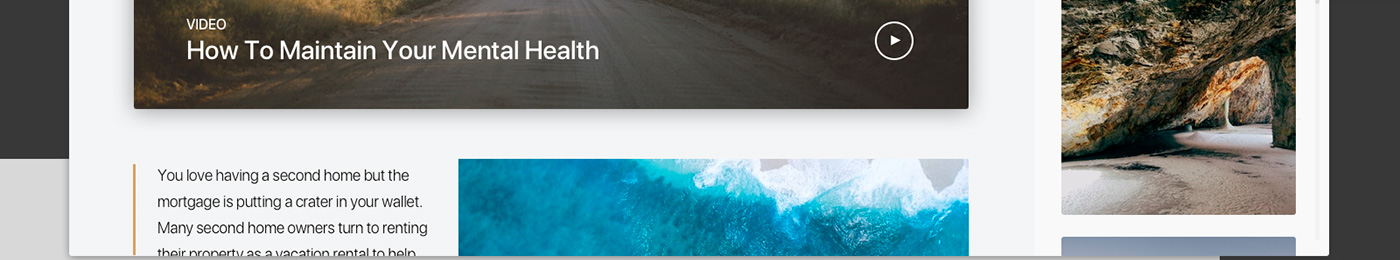 VIDEO
How To Maintain Your Mental Health
You love having a second home but the
mortgage is putting a crater in your wallet.
Many second home owners turn to renting
their property as a vacation rental to help